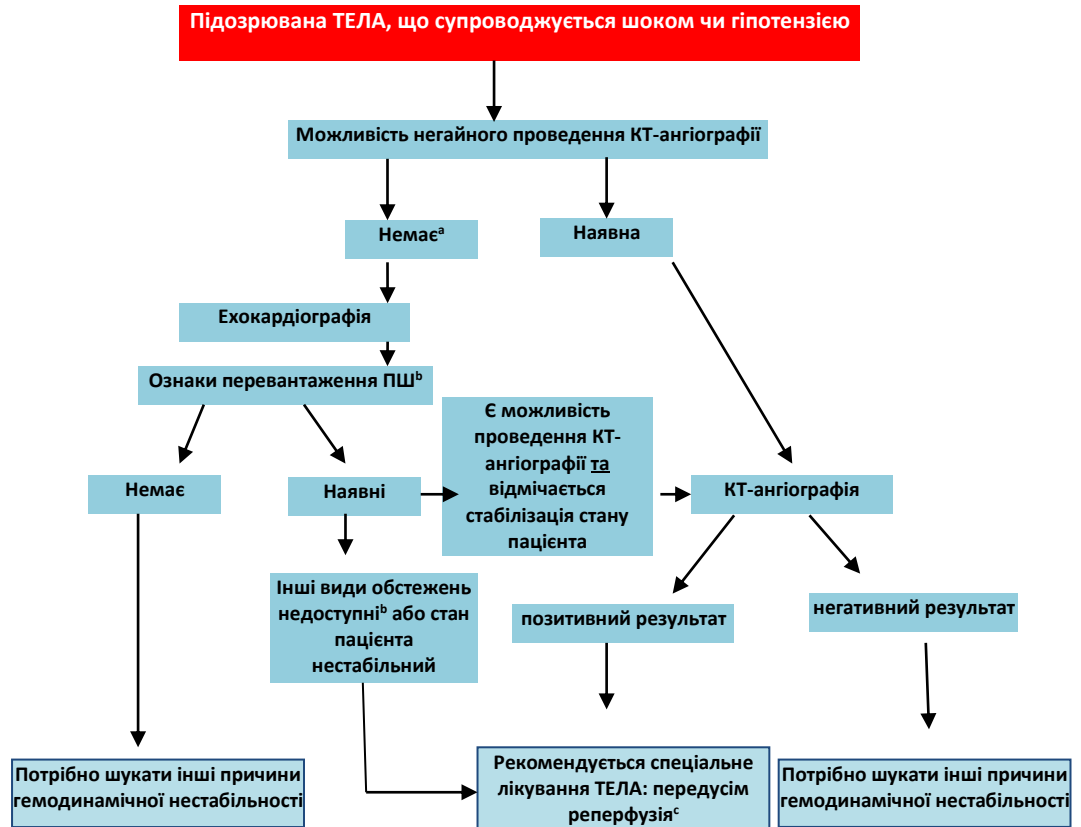 Підозрювана ТЕЛА, що супроводжується шоком чи гіпотензією
Можливість негайного проведення КТ-ангіографії
Немаєᵃ
Наявна
Ехокардіографія
Ознаки перевантаження ПШᵇ
Є можливість
проведення КТ-
ангіографії та
відмічається
стабілізація стану
пацієнта
Немає
Наявні
КТ-ангіографія
Інші види обстежень
недоступніᵇ або стан
пацієнта
нестабільний
позитивний результат
негативний результат
Потрібно шукати інші причини
гемодинамічної нестабільності
Рекомендується спеціальне
лікування ТЕЛА: передусім
реперфузіяᶜ
Потрібно шукати інші причини
гемодинамічної нестабільності